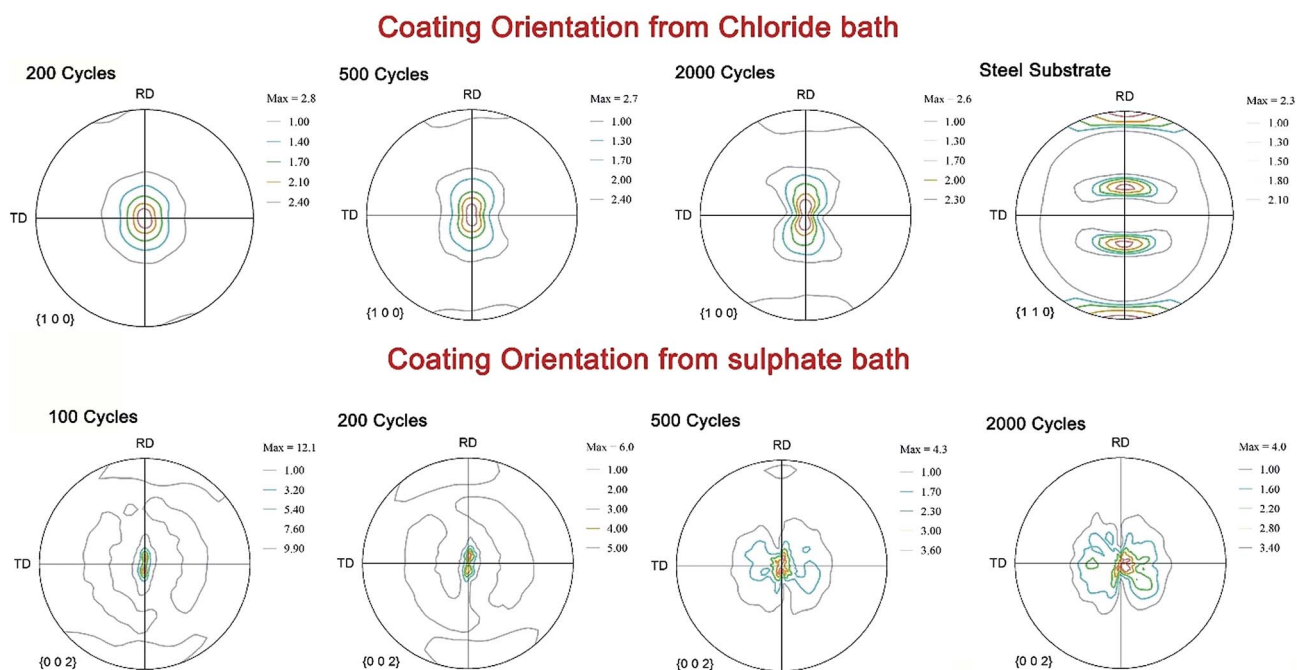 Coating Orientation from Chloride bath
200 Cycles
RD
TD
{1 0 0}
Max = 2.8
1.00
1.40
1.70
2.10
2.40
500 Cycles
RD
TD
{1 0 0}
Max = 2.7
1.00
1.30
1.70
2.00
2.40
2000 Cycles
RD
TD
{1 0 0}
Max − 2.6
1.00
1.30
1.70
2.00
2.30
Steel Substrate
RD
TD
{1 1 0}
Max = 2.3
1.00
1.30
1.50
1.80
2.10
Coating Orientation from sulphate bath
100 Cycles
RD
TD
{0 0 2}
Max = 12.1
1.00
3.20
5.40
7.60
9.90
200 Cycles
RD
TD
{0 0 2}
Max − 6.0
1.00
2.00
3.00
4.00
5.00
500 Cycles
RD
TD
{0 0 2}
Max = 4.3
1.00
1.70
2.30
3.00
3.60
2000 Cycles
RD
TD
{0 0 2}
Max = 4.0
1.00
1.60
2.20
2.80
3.40